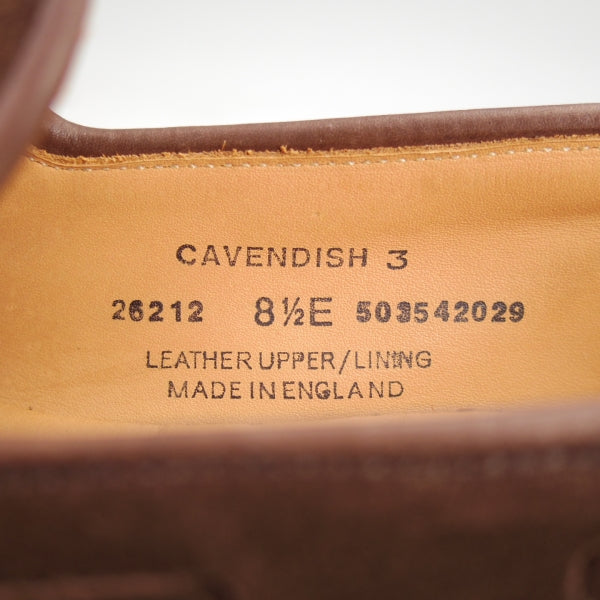 CAVENDISH 3
26212 8½E 503542029
LEATHER UPPER/LINING
MADE IN ENGLAND